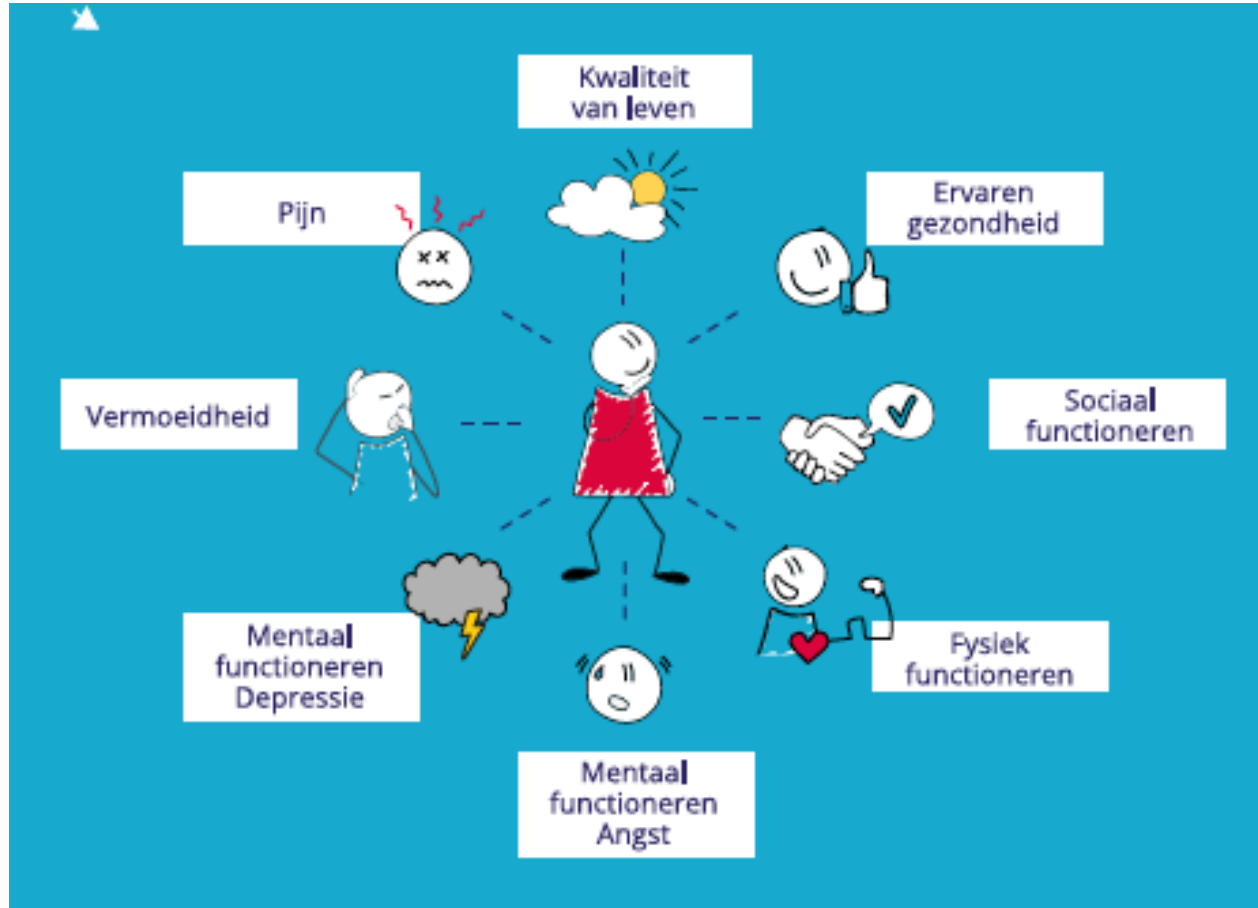 Kwaliteit
van leven
Pijn
Ervaren
gezondheid
Vermoeidheid
Sociaal
functioneren
Mentaal
functioneren
Depressie
Fysiek
functioneren
Mentaal
functioneren
Angst